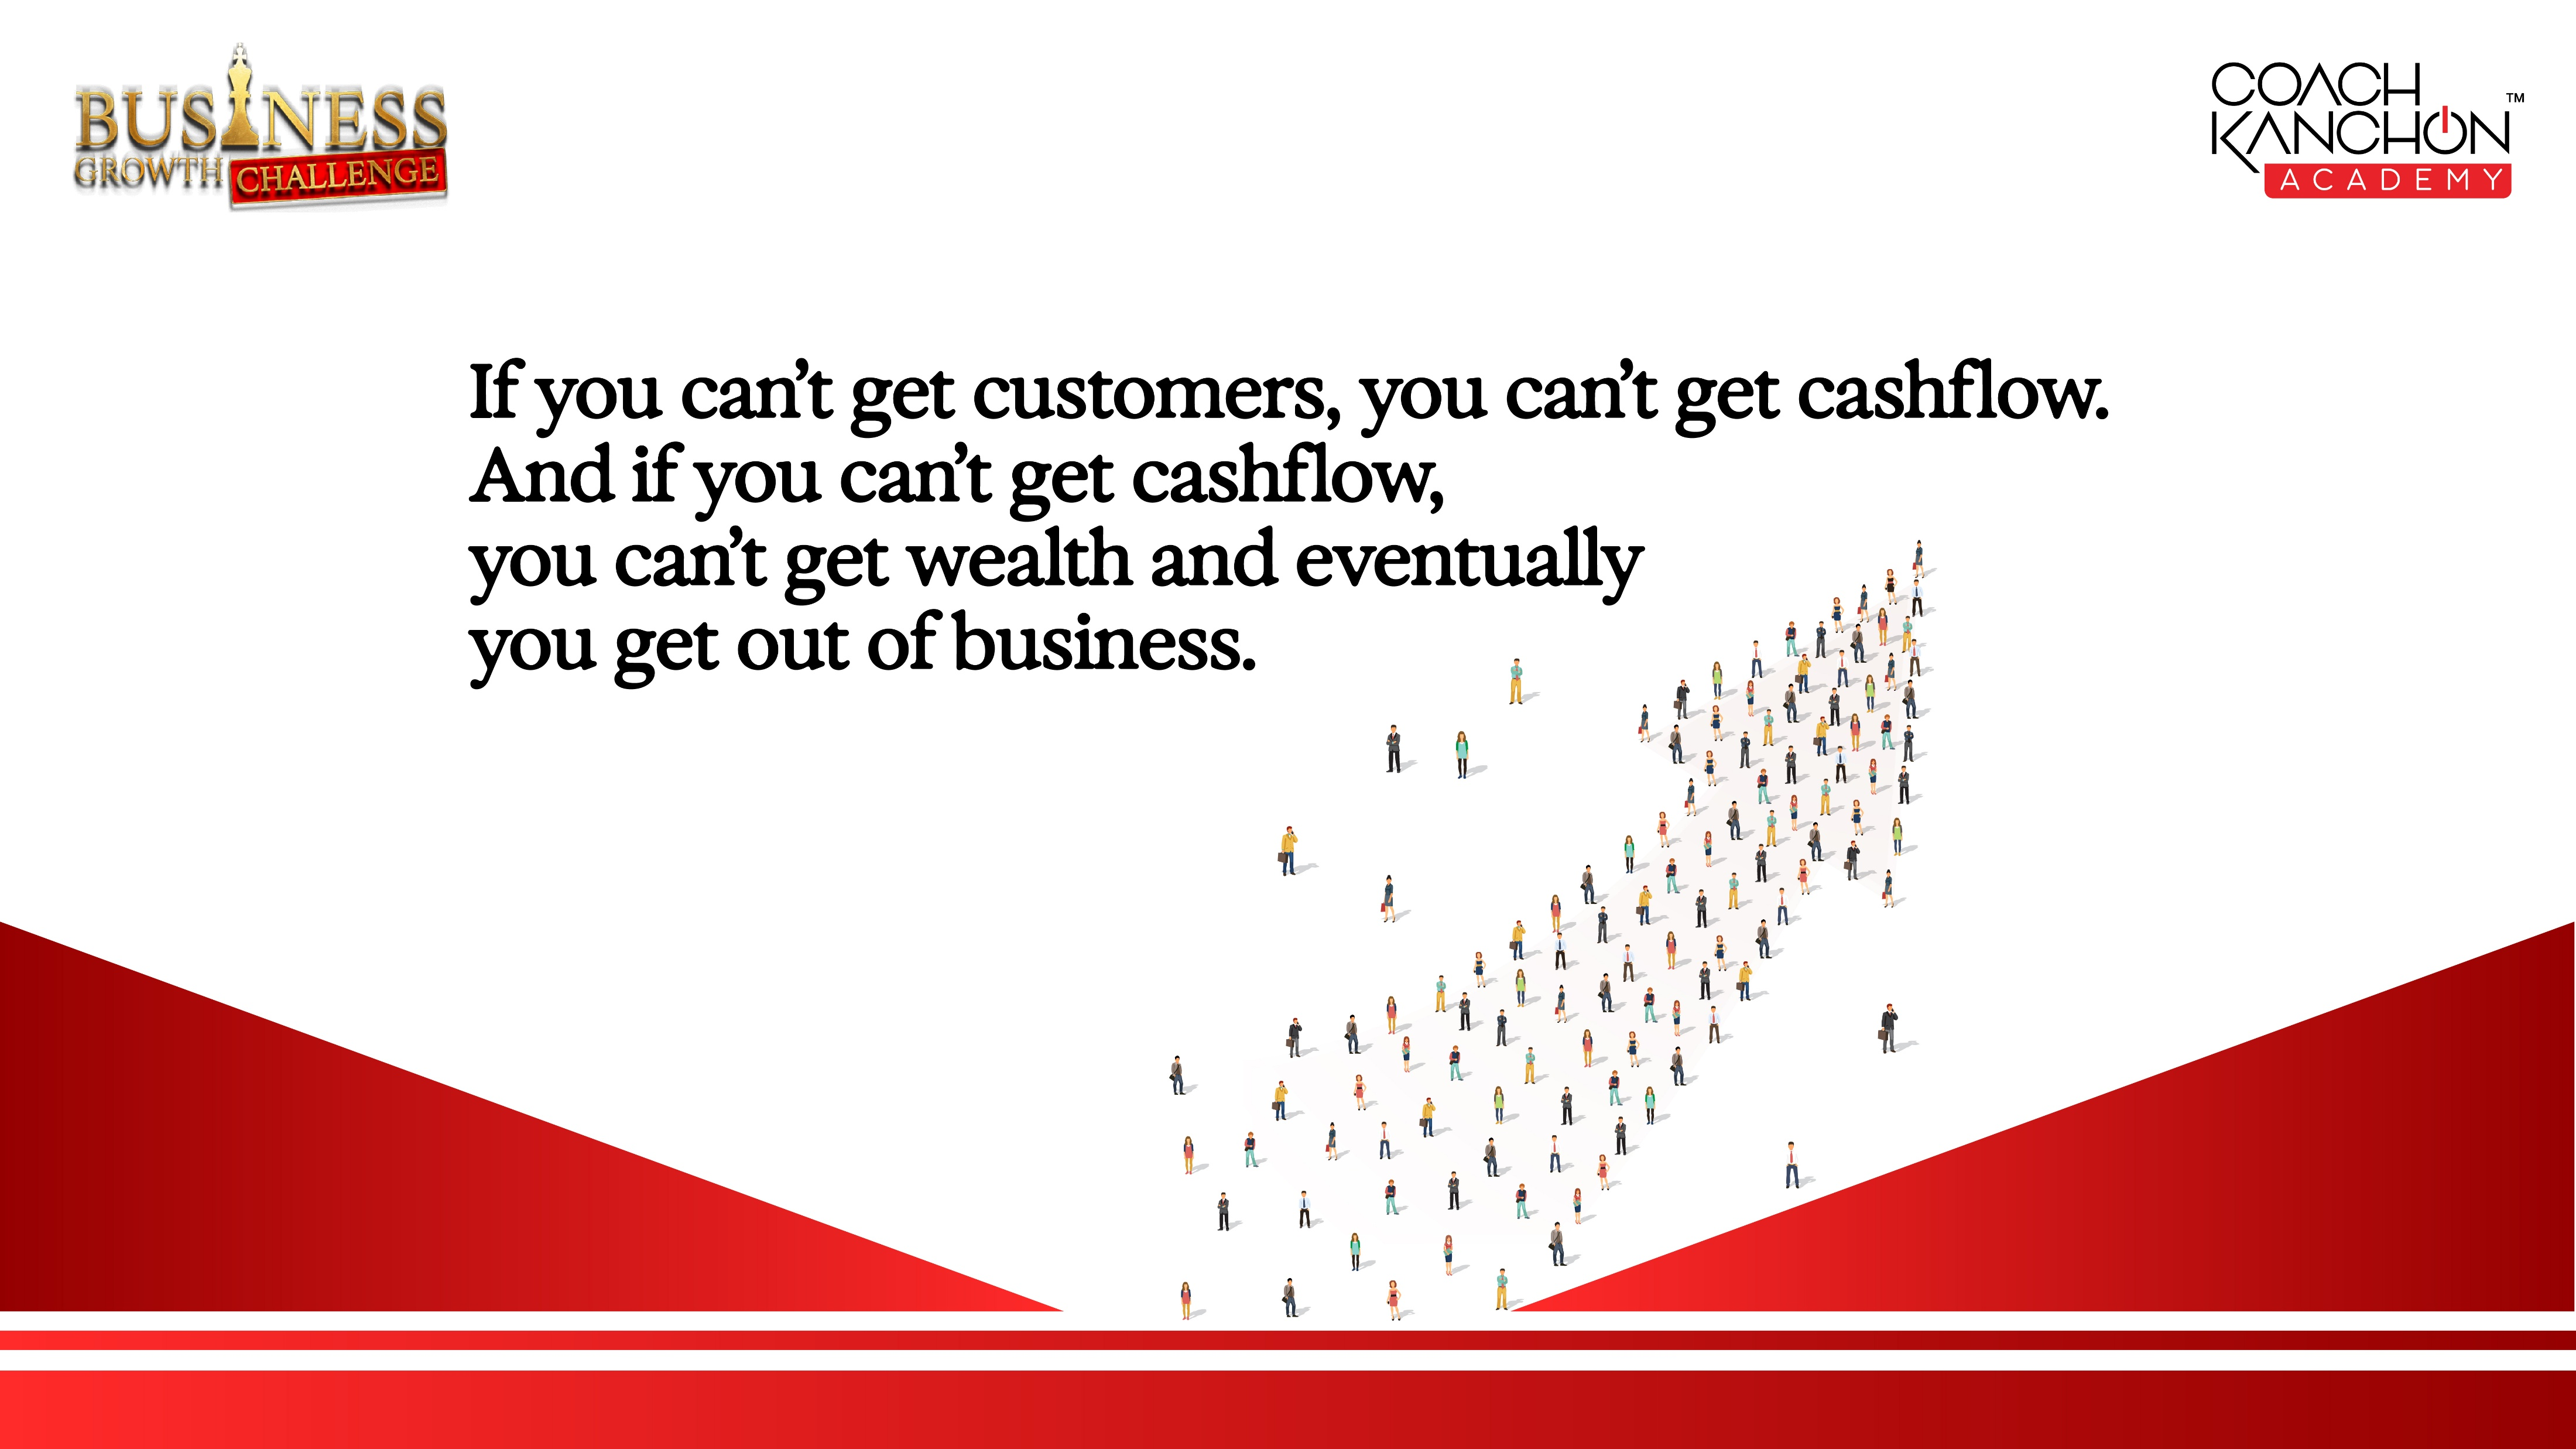 BUSINESS
GROWTH CHALLENGE
COACH
KANCHON
TM
ACADEMY
If you can’t get customers, you can’t get cashflow.
And if you can’t get cashflow,
you can’t get wealth and eventually
you get out of business.